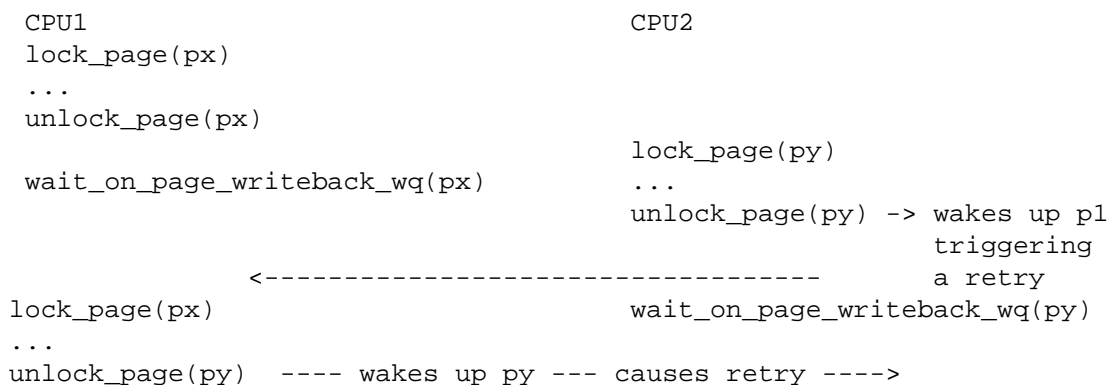 CPU1                                  CPU2
lock_page(px)
...
unlock_page(px)
                                      lock_page(py)
wait_on_page_writeback_wq(px)         ...
                                      unlock_page(py) -> wakes up p1
                                                         triggering
              <-----------------------------------       a retry
lock_page(px)                          wait_on_page_writeback_wq(py)
...
unlock_page(py)  ---- wakes up py --- causes retry ---->